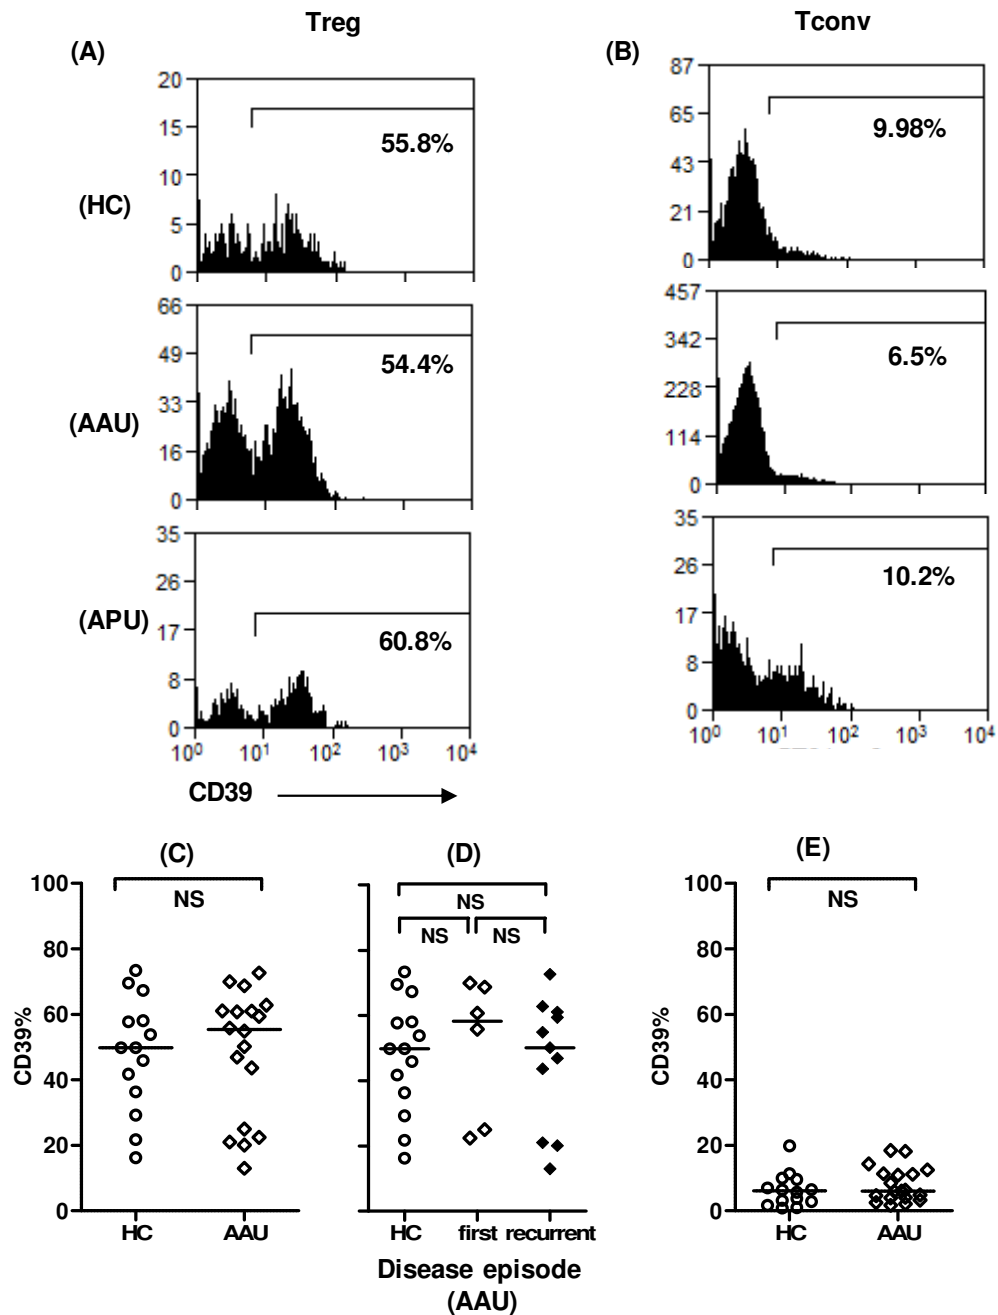 Treg
Tconv
(A)
(B)
(HC)
20
15
10
5
0
55.8%
87
65
43
21
0
9.98%
(AAU)
66
49
33
16
0
54.4%
457
342
228
114
0
6.5%
(APU)
35
26
17
8
0
60.8%
10⁰ 10¹ 10² 10³ 10⁴
35
26
17
8
0
10.2%
10⁰ 10¹ 10² 10³ 10⁴
CD39
(C)
(D)
(E)
CD39%
100
80
60
40
20
0
NS
HC AAU
NS
NS NS
HC first recurrent
Disease episode
(AAU)
CD39%
100
80
60
40
20
0
NS
HC AAU